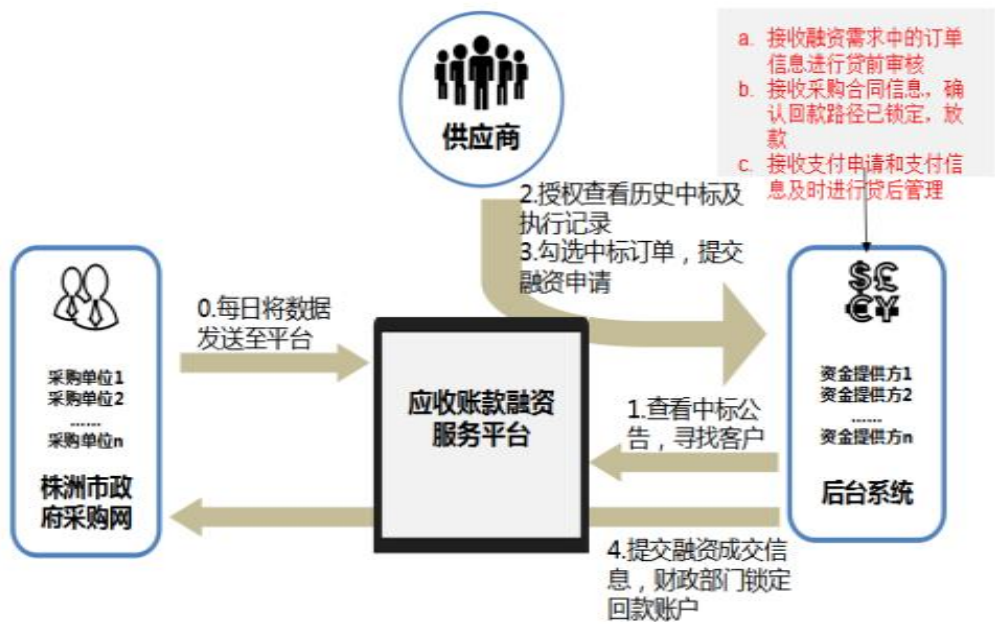 供应商
a. 接收融资需求中的订单
信息进行贷前审核
b. 接收采购合同信息，确
认回款路径已锁定，放
款
c. 接收支付申请和支付信
息及时进行贷后管理
2.授权查看历史中标及
执行记录
3.勾选中标订单，提交
融资申请
0.每日将数据
发送至平台
采购单位1
采购单位2
......
采购单位n
株洲市政
府采购网
应收账款融资
服务平台
1.查看中标公
告，寻找客户
$£
€¥
资金提供方1
资金提供方2
......
资金提供方n
后台系统
4.提交融资成交信
息，财政部门锁定
回款账户